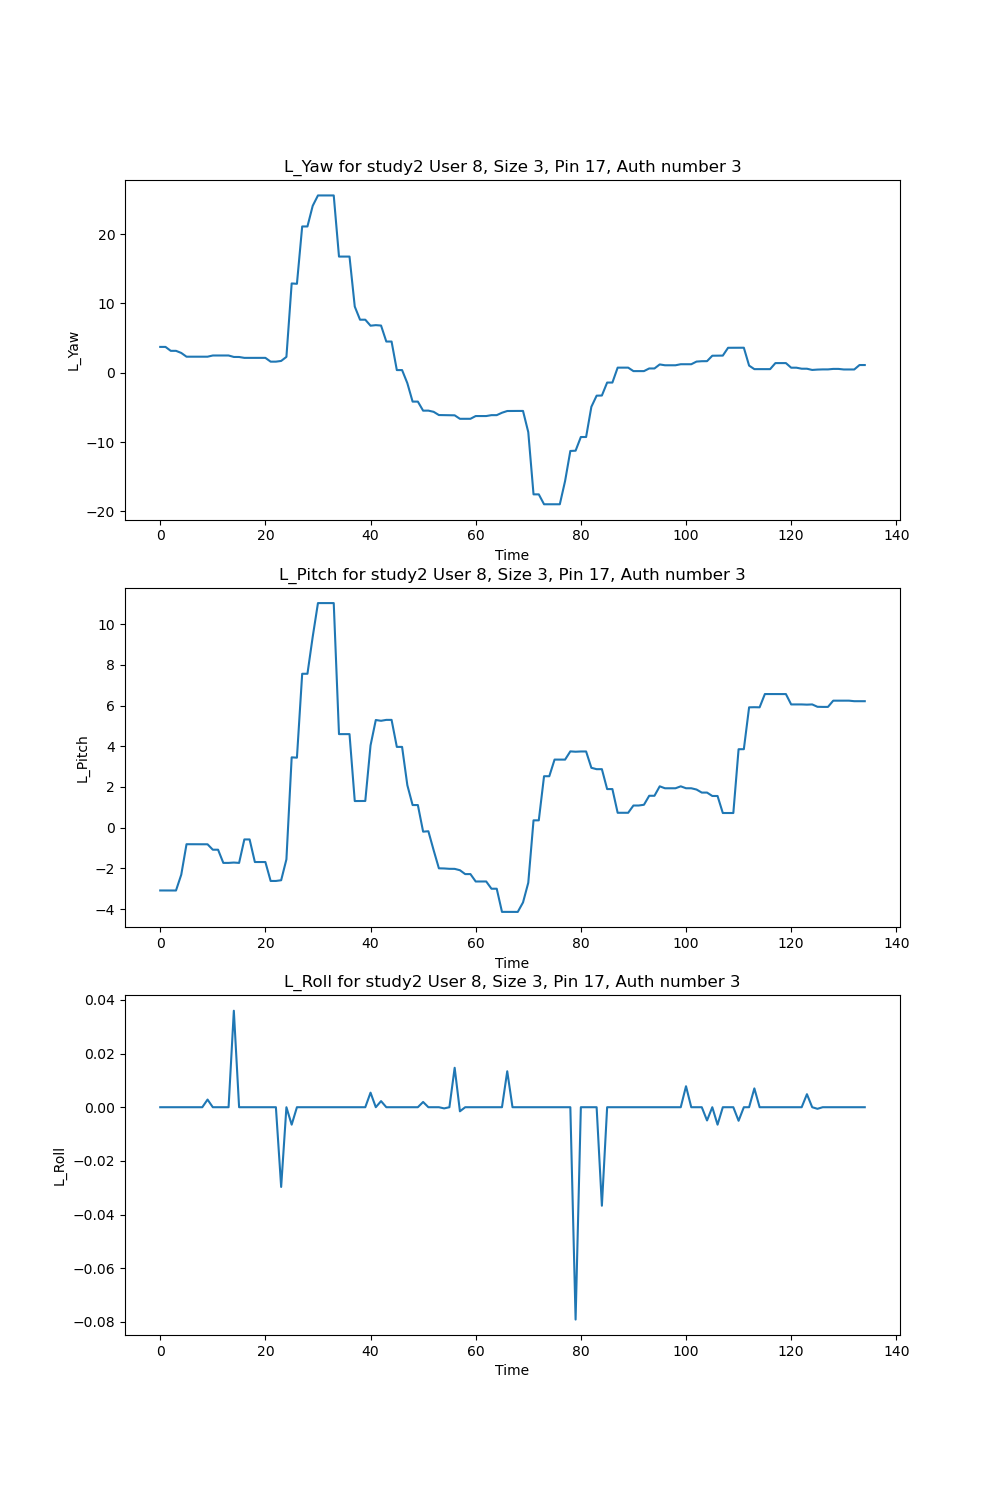 L_Yaw for study2 User 8, Size 3, Pin 17, Auth number 3
20
10
0
−10
−20
L_Yaw
0 20 40 60 80 100 120 140
Time
L_Pitch for study2 User 8, Size 3, Pin 17, Auth number 3
10
8
6
4
2
0
−2
−4
L_Pitch
0 20 40 60 80 100 120 140
Time
L_Roll for study2 User 8, Size 3, Pin 17, Auth number 3
0.04
0.02
0.00
−0.02
−0.04
−0.06
−0.08
L_Roll
0 20 40 60 80 100 120 140
Time